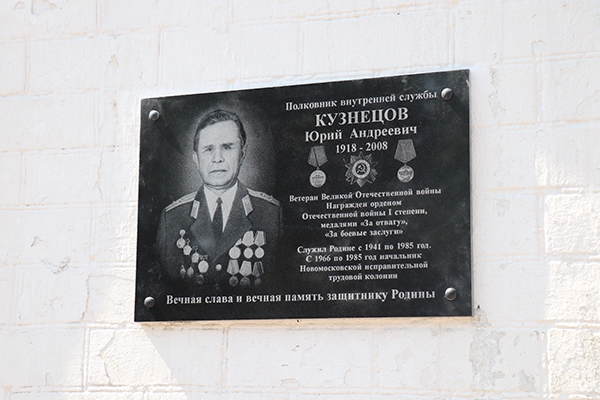 Полковник внутренней службы
КУЗНЕЦОВ
Юрий Андреевич
1918 - 2008
Ветеран Великой Отечественной войны
Награжден орденом
Отечественной войны I степени,
медалями «За отвагу»,
«За боевые заслуги»
Служил Родине с 1941 по 1985 год.
С 1966 по 1985 год начальник
Новомосковской исправительной
трудовой колонии
Вечная слава и вечная память защитнику Родины